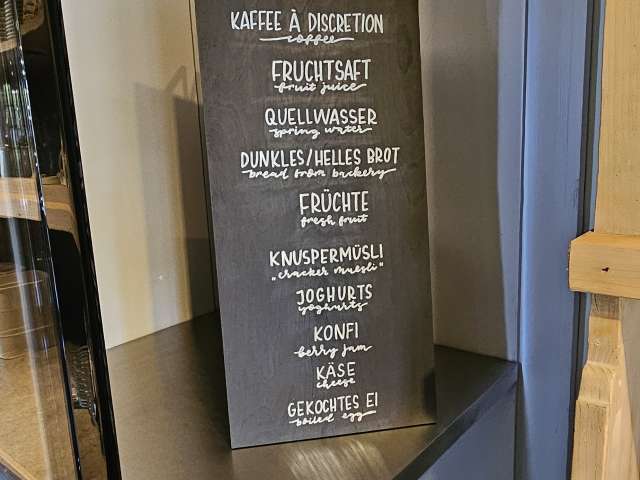 KAFFEE À DISCRETION
coffee
FRUCHTSAFT
fruit juice
QUELLWASSER
spring water
DUNKLES/HELLES BROT
bread from backery
FRÜCHTE
fresh fruit
KNUSPERMÜSLI
„cracker muesli“
JOGHURTS
yoghurts
KONFI
berry jam
KÄSE
cheese
GEKOCHTES EI
boiled egg